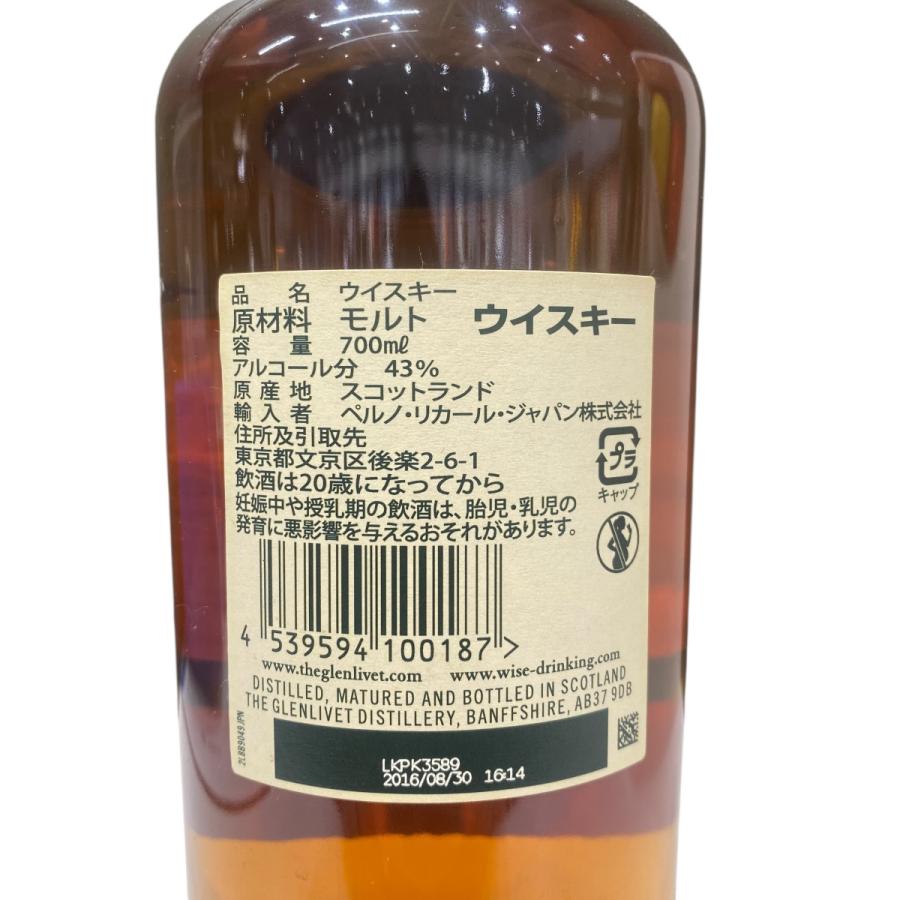 品名 ウイスキー
原材料 モルト ウイスキー
容量 700mℓ
アルコール分 43%
原産地 スコットランド
輸入者 ペルノ・リカール・ジャパン株式会社
住所及引取先
東京都文京区後楽2-6-1
飲酒は20歳になってから
妊娠中や授乳期の飲酒は、胎児・乳児の
発育に悪影響を与えるおそれがあります。
プラ
キャップ
4 539594 100187 >
www.theglenlivet.com www.wise-drinking.com
DISTILLED, MATURED AND BOTTLED IN SCOTLAND
THE GLENLIVET DISTILLERY, BANFFSHIRE, AB37 9DB
2LBB9049JPN
LKPK3589
2016/08/30 16:14